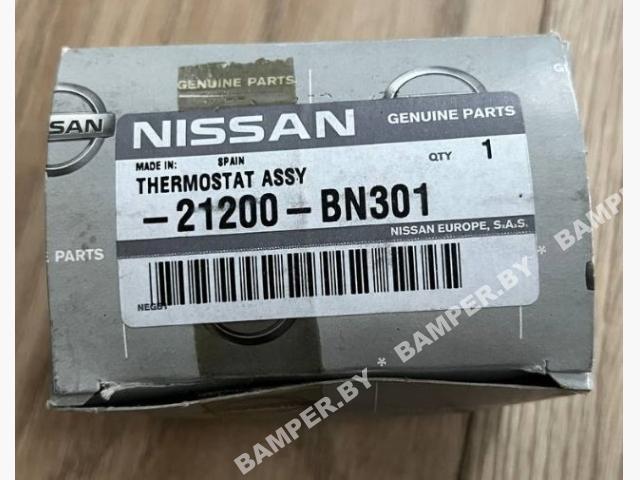 GENUINE PARTS
SAN
NISSAN
GENUINE PARTS
MADE IN: SPAIN
QTY 1
THERMOSTAT ASSY
-21200-BN301
NISSAN EUROPE, S.A.S.
PARTS
BAMPER.BY * BAMPER.BY * BAMPER.BY